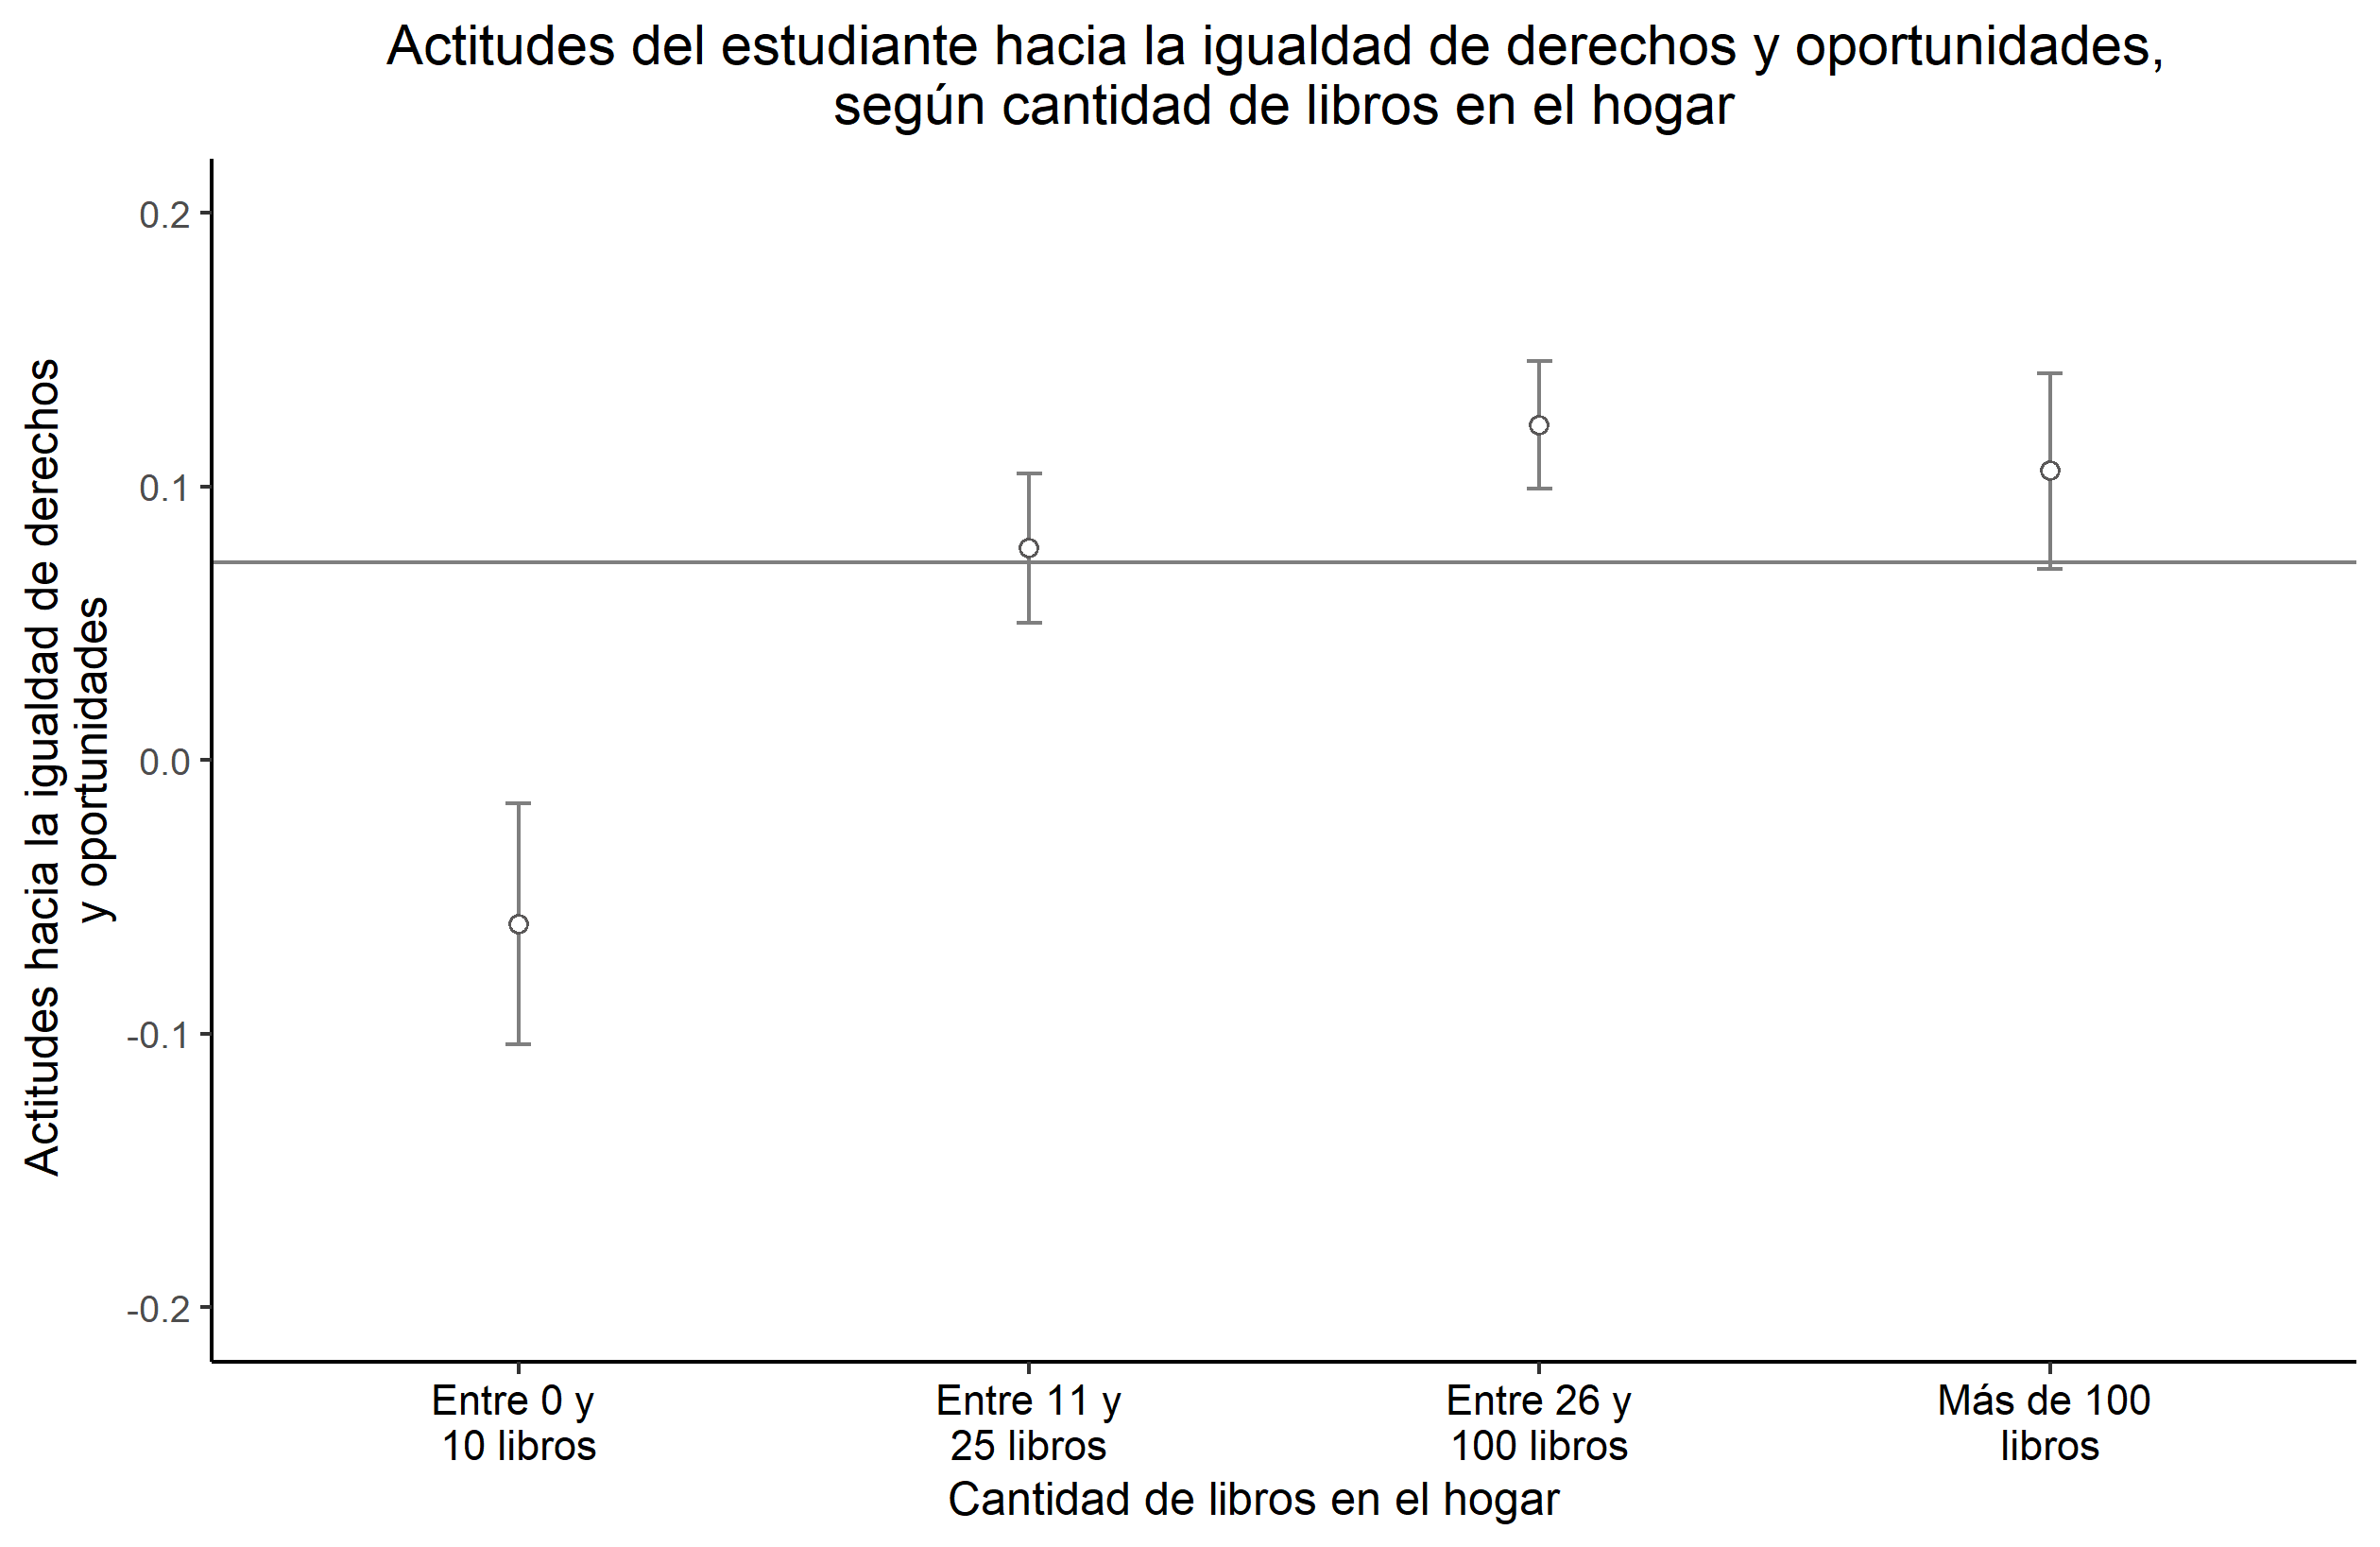 Actitudes del estudiante hacia la igualdad de derechos y oportunidades,
según cantidad de libros en el hogar
Actitudes hacia la igualdad de derechos
y oportunidades
0.2
0.1
0.0
-0.1
-0.2
Entre 0 y
10 libros
Entre 11 y
25 libros
Entre 26 y
100 libros
Más de 100
libros
Cantidad de libros en el hogar